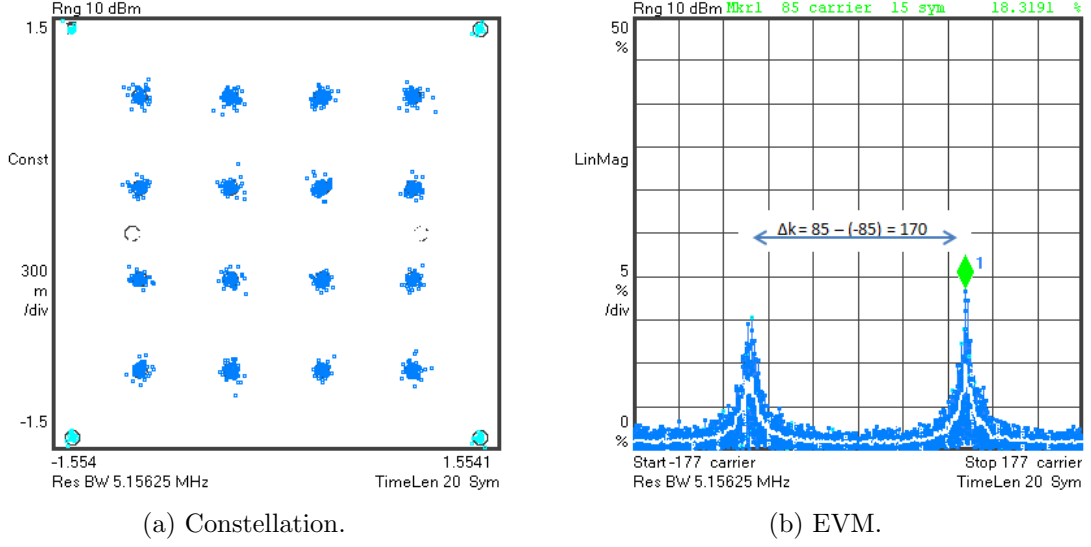 Rng 10 dBm
1.5
Const
300
m
/div
-1.5
-1.554
1.5541
Res BW 5.15625 MHz
TimeLen 20 Sym
(a) Constellation.
Rng 10 dBm Mkr1 85 carrier 15 sym 18.3191 %
50
%
LinMag
Δk = 85 – (-85) = 170
1
5
%
/div
0
%
Start -177 carrier
Stop 177 carrier
Res BW 5.15625 MHz
TimeLen 20 Sym
(b) EVM.